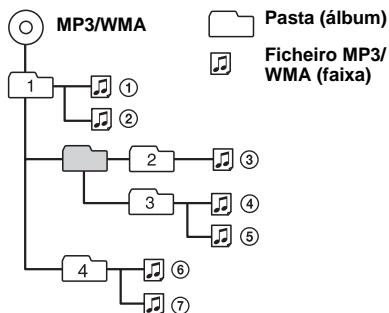 MP3/WMA
Pasta (álbum)
Ficheiro MP3/
WMA (faixa)
1
①
②
2
③
3
④
⑤
4
⑥
⑦